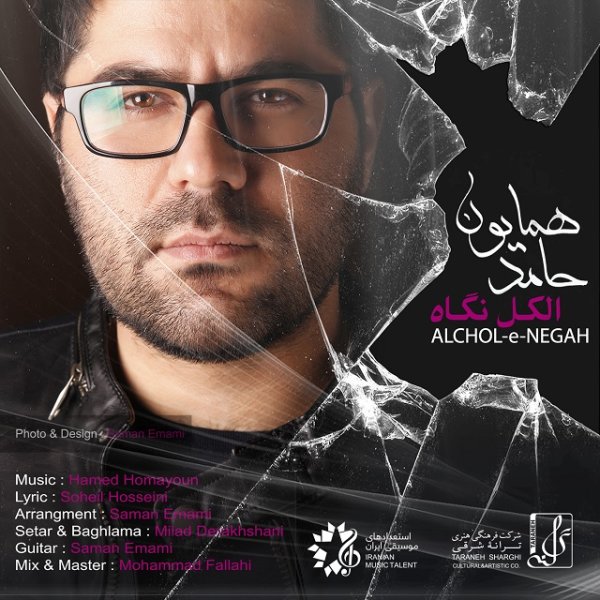 همایون
حامد
الکل نگاه
ALCHOL-e-NEGAH
Photo & Design : Saman Emami
Music : Hamed Homayoun
Lyric : Soheil Hosseini
Arrangment : Saman Emami
Setar & Baghlama : Milad Derakhshani
Guitar : Saman Emami
Mix & Master : Mohammad Fallahi
استعدادهای
موسیقی ایران
IRANIAN
MUSIC TALENT
شرکت فرهنگی هنری
ترانه شرقی
TARANEH SHARGHI
CULTURAL&ARTISTIC CO.
TARANEH